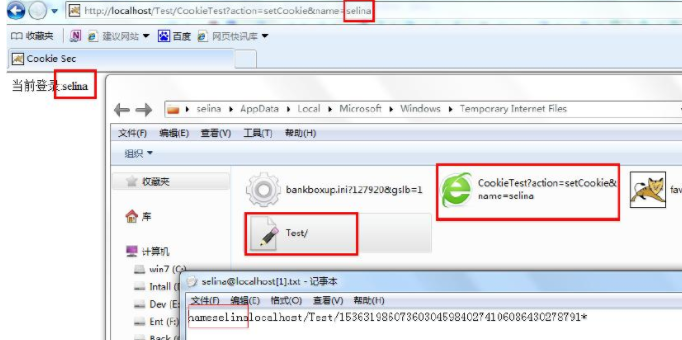 http://localhost/Test/CookieTest?action=setCookie&name=selina
收藏夹 建议网站 百度 网页快讯库
Cookie Sec
当前登录:selina
selina AppData Local Microsoft Windows Temporary Internet Files
文件(F) 编辑(E) 查看(V) 工具(T) 帮助(H)
组织
收藏夹
bankboxup.ini?127920&gslb=1
CookieTest?action=setCookie&
name=selina
fav
库
Test/
计算机
win7 (C:)
Intall (
Dev (E:
Ent (F:)
Back (
selina@localhost[1].txt - 记事本
文件(F) 编辑(E) 格式(O) 查看(V) 帮助(H)
nameselinalocalhost/Test/1536319860736030459840274106086430278791*